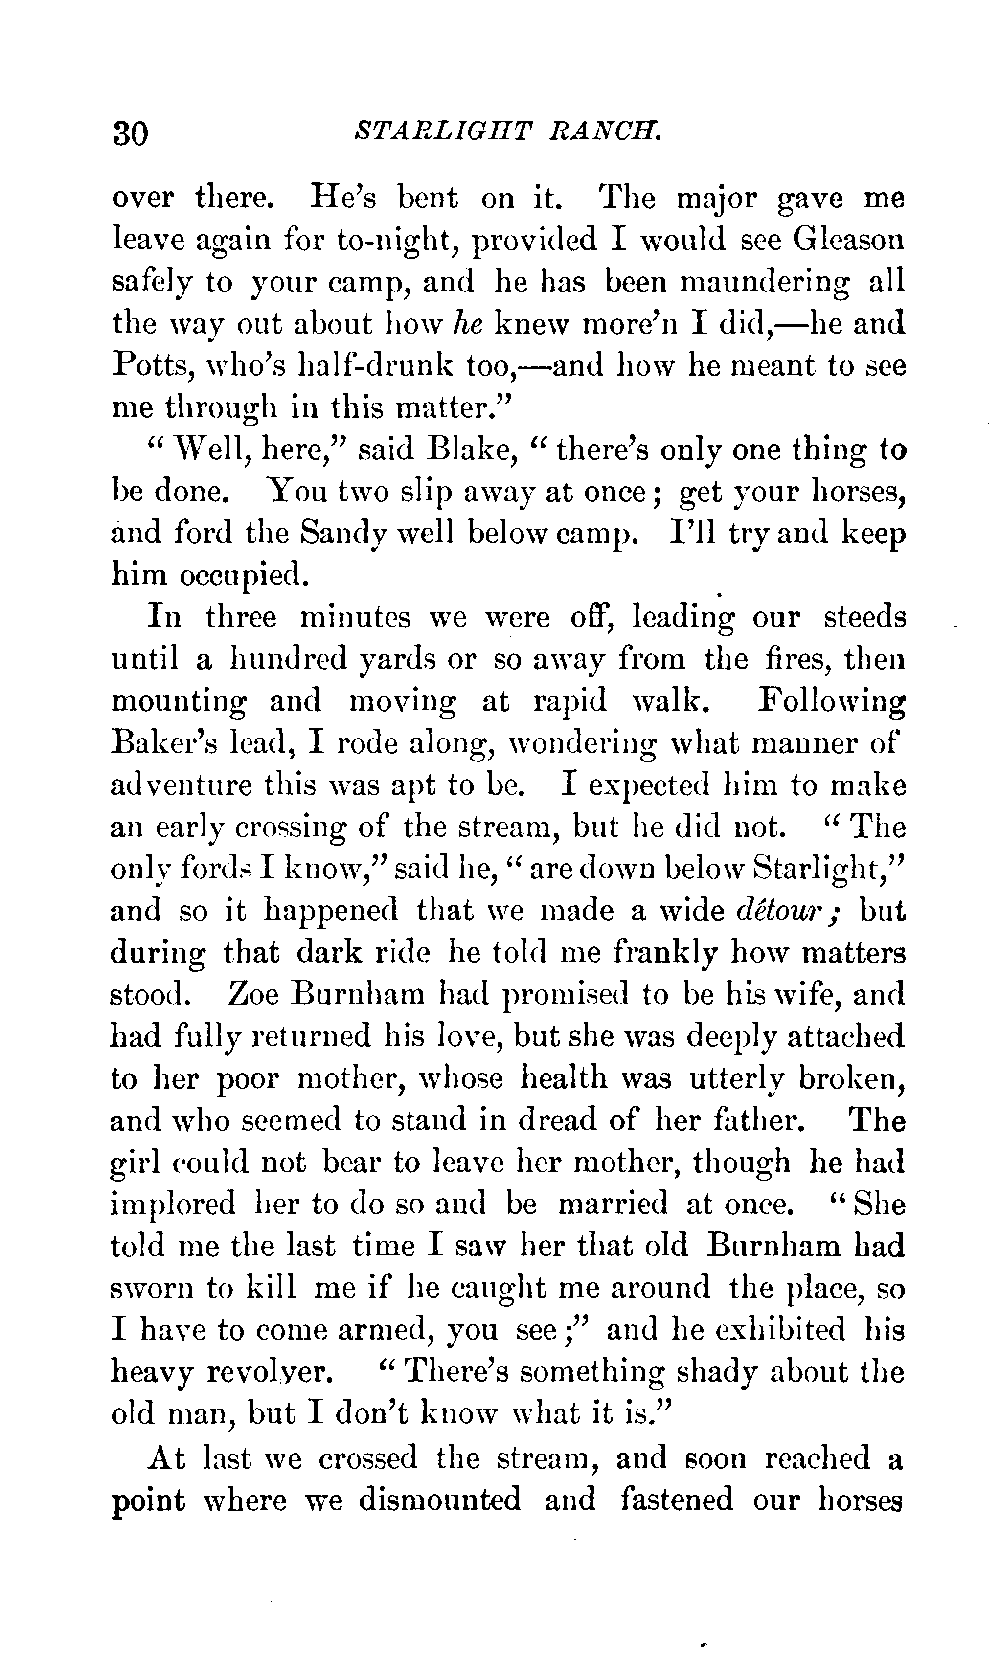 30 STARLIGHT RANCH.
over there. He's bent on it. The major gave me
leave again for to-night, provided I would see Gleason
safely to your camp, and he has been maundering all
the way out about how he knew more'n I did,—he and
Potts, who's half-drunk too,—and how he meant to see
me through in this matter."
"Well, here," said Blake, "there's only one thing to
be done. You two slip away at once; get your horses,
and ford the Sandy well below camp. I'll try and keep
him occupied.
In three minutes we were off, leading our steeds
until a hundred yards or so away from the fires, then
mounting and moving at rapid walk. Following
Baker's lead, I rode along, wondering what manner of
adventure this was apt to be. I expected him to make
an early crossing of the stream, but he did not. "The
only fords I know," said he, "are down below Starlight,"
and so it happened that we made a wide détour; but
during that dark ride he told me frankly how matters
stood. Zoe Burnham had promised to be his wife, and
had fully returned his love, but she was deeply attached
to her poor mother, whose health was utterly broken,
and who seemed to stand in dread of her father. The
girl could not bear to leave her mother, though he had
implored her to do so and be married at once. "She
told me the last time I saw her that old Burnham had
sworn to kill me if he caught me around the place, so
I have to come armed, you see;" and he exhibited his
heavy revolver. "There's something shady about the
old man, but I don't know what it is."
At last we crossed the stream, and soon reached a
point where we dismounted and fastened our horses